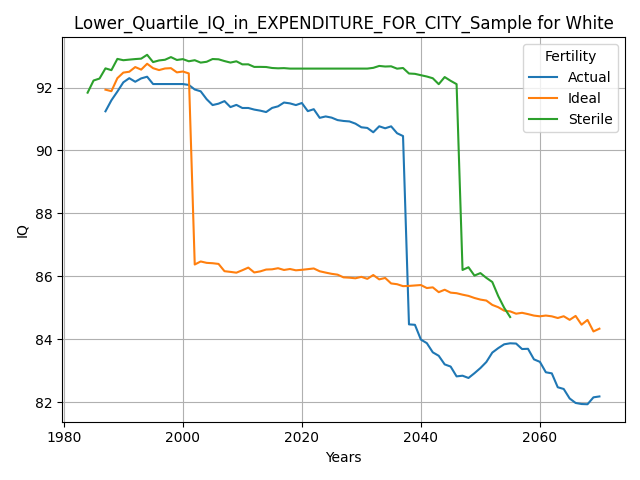 Lower_Quartile_IQ_in_EXPENDITURE_FOR_CITY_Sample for White
Fertility
Actual
Ideal
Sterile
IQ
92
90
88
86
84
82
1980
2000
2020
2040
2060
Years